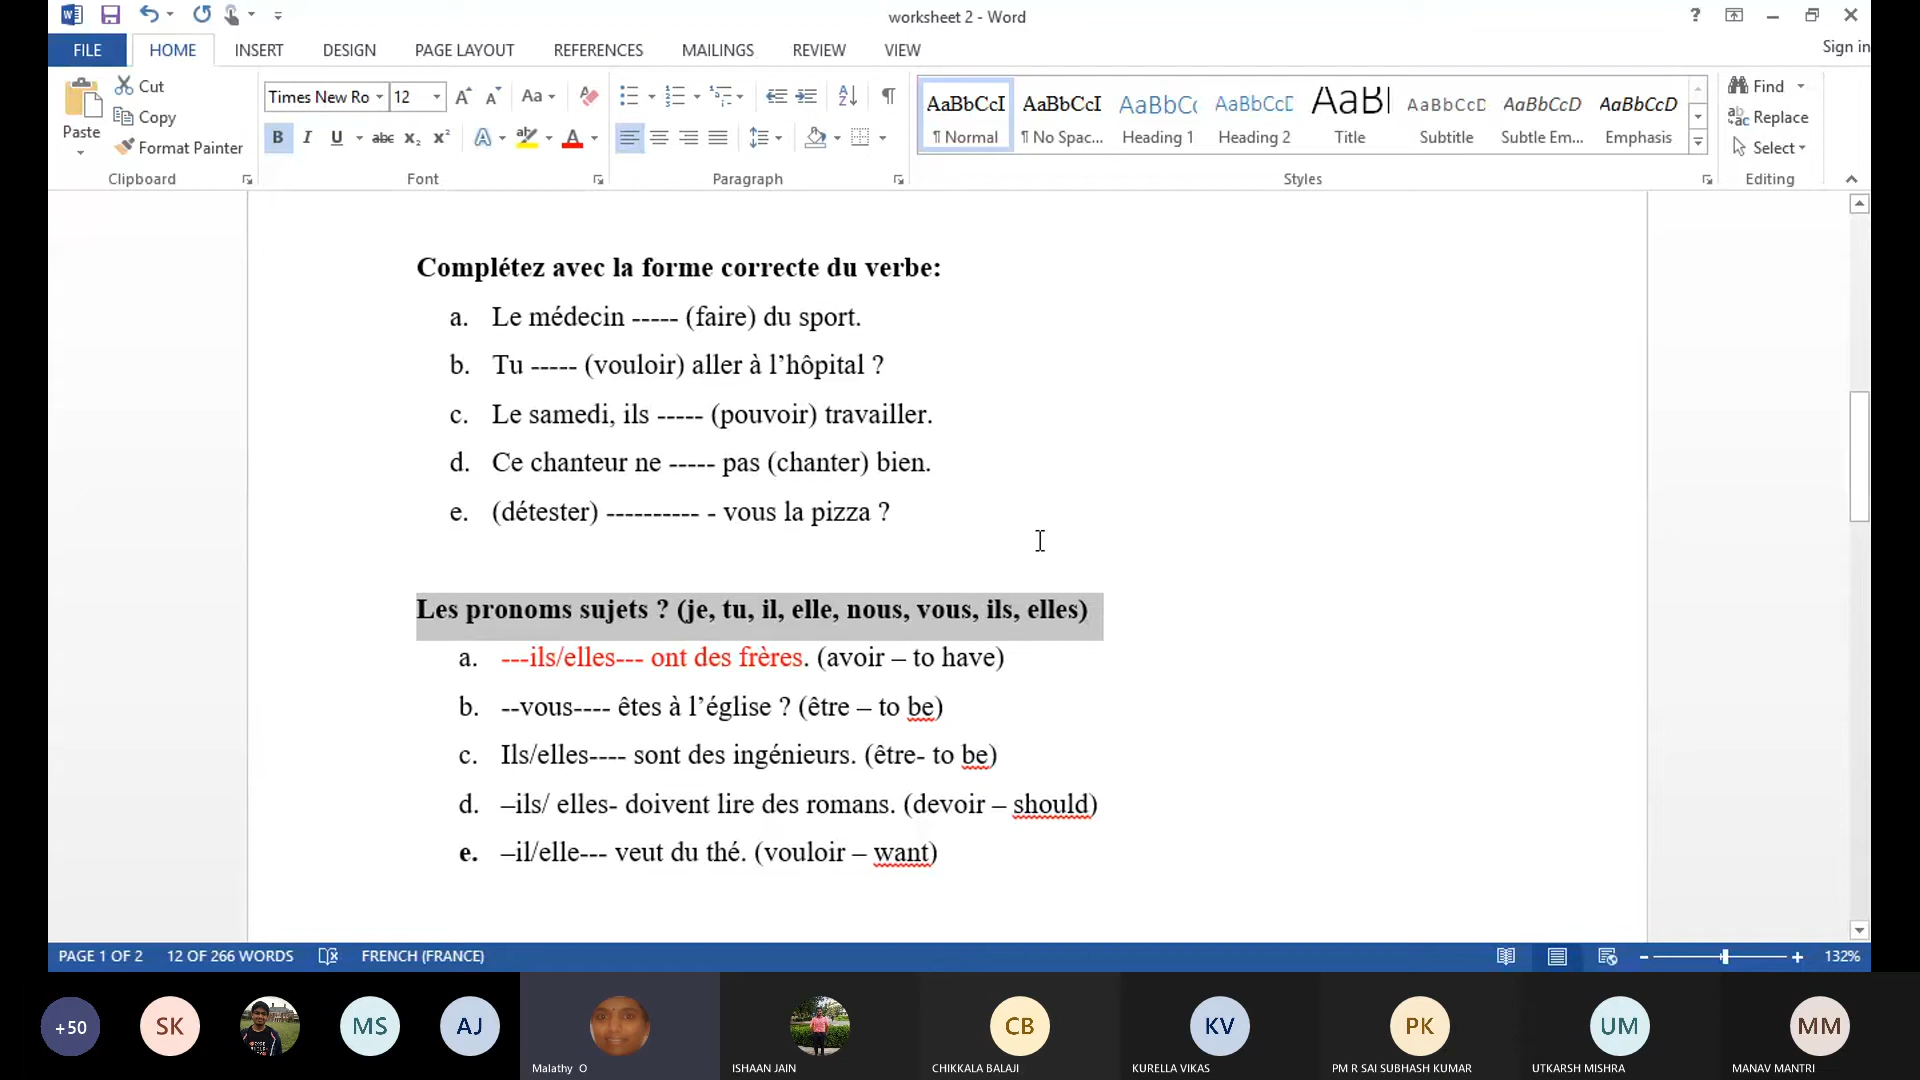 worksheet 2 - Word
Sign in
FILE HOME INSERT DESIGN PAGE LAYOUT REFERENCES MAILINGS REVIEW VIEW
Paste
Cut
Copy
Format Painter
Clipboard
Times New Ro 12
Font
Paragraph
AaBbCcI AaBbCcI AaBbCc AaBbCcD AaBl AaBbCcD AaBbCcD AaBbCcD
¶ Normal ¶ No Spac... Heading 1 Heading 2 Title Subtitle Subtle Em... Emphasis
Styles
Find
Replace
Select
Editing
Complétez avec la forme correcte du verbe:
a. Le médecin ----- (faire) du sport.
b. Tu ----- (vouloir) aller à l’hôpital ?
c. Le samedi, ils ----- (pouvoir) travailler.
d. Ce chanteur ne ----- pas (chanter) bien.
e. (détester) ---------- - vous la pizza ?
Les pronoms sujets ? (je, tu, il, elle, nous, vous, ils, elles)
a. ---ils/elles--- ont des frères. (avoir – to have)
b. --vous---- êtes à l’église ? (être – to be)
c. Ils/elles---- sont des ingénieurs. (être- to be)
d. –ils/ elles- doivent lire des romans. (devoir – should)
e. –il/elle--- veut du thé. (vouloir – want)
PAGE 1 OF 2 12 OF 266 WORDS FRENCH (FRANCE) 132%
+50 SK MS AJ CB KV PK UM MM
Malathy O ISHAAN JAIN CHIKKALA BALAJI KURELLA VIKAS PM R SAI SUBHASH KUMAR UTKARSH MISHRA MANAV MANTRI